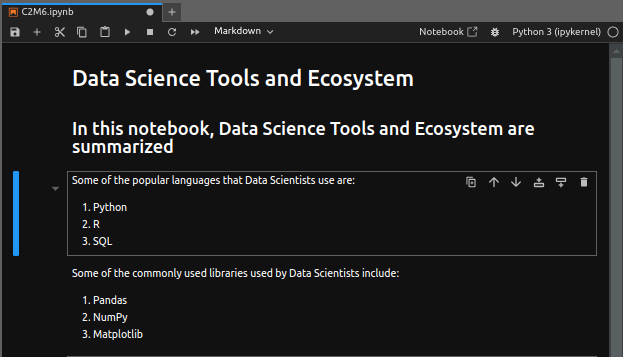 C2M6.ipynb
Markdown
Notebook
Python 3 (ipykernel)
Data Science Tools and Ecosystem
In this notebook, Data Science Tools and Ecosystem are
summarized
Some of the popular languages that Data Scientists use are:
1. Python
2. R
3. SQL
Some of the commonly used libraries used by Data Scientists include:
1. Pandas
2. NumPy
3. Matplotlib